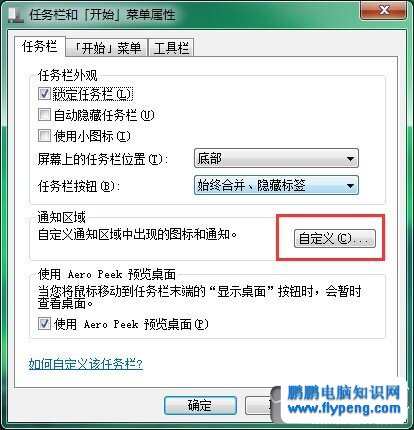 任务栏和「开始」菜单属性
任务栏 「开始」菜单 工具栏
任务栏外观
锁定任务栏(L)
自动隐藏任务栏(U)
使用小图标(I)
屏幕上的任务栏位置(T): 底部
任务栏按钮(B): 始终合并、隐藏标签
通知区域
自定义通知区域中出现的图标和通知。
自定义(C)...
使用 Aero Peek 预览桌面
当您将鼠标移动到任务栏末端的“显示桌面”按钮时,会暂时
查看桌面。
使用 Aero Peek 预览桌面(P)
如何自定义该任务栏?
确定
鹏鹏电脑知识网
www.flypeng.com